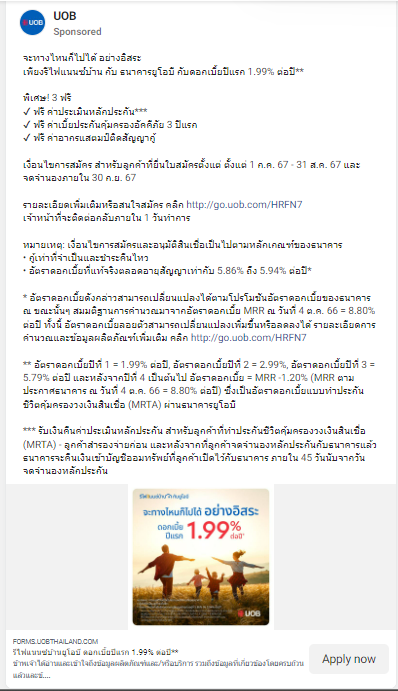 UOB
Sponsored
จะทางไหนก็ไปได้ อย่างอิสระ
เพียงรีไฟแนนซ์บ้าน กับ ธนาคารยูโอบี กับดอกเบี้ยปีแรก 1.99% ต่อปี**
พิเศษ! 3 ฟรี
✓ ฟรี ค่าประเมินหลักประกัน***
✓ ฟรี ค่าเบี้ยประกันคุ้มครองอัคคีภัย 3 ปีแรก
✓ ฟรี ค่าอากรแสตมป์ติดสัญญากู้
เงื่อนไขการสมัคร สำหรับลูกค้าที่ยื่นใบสมัครตั้งแต่ ตั้งแต่ 1 ก.ค. 67 - 31 ส.ค. 67 และ
จดจำนองภายใน 30 ก.ย. 67
รายละเอียดเพิ่มเติมหรือสนใจสมัคร คลิก http://go.uob.com/HRFN7
เจ้าหน้าที่จะติดต่อกลับภายใน 1 วันทำการ
หมายเหตุ: เงื่อนไขการสมัครและอนุมัติสินเชื่อเป็นไปตามหลักเกณฑ์ของธนาคาร
• กู้เท่าที่จำเป็นและชำระคืนไหว
• อัตราดอกเบี้ยที่แท้จริงตลอดอายุสัญญาเท่ากับ 5.86% ถึง 5.94% ต่อปี*
* อัตราดอกเบี้ยดังกล่าวสามารถเปลี่ยนแปลงได้ตามโปรโมชันอัตราดอกเบี้ยของธนาคาร
ณ ขณะนั้นๆ สมมติฐานการคำนวณมาจากอัตราดอกเบี้ย MRR ณ วันที่ 4 ต.ค. 66 = 8.80%
ต่อปี ทั้งนี้ อัตราดอกเบี้ยลอยตัวสามารถเปลี่ยนแปลงเพิ่มขึ้นหรือลดลงได้ รายละเอียดการ
คำนวณและข้อมูลผลิตภัณฑ์เพิ่มเติม คลิก http://go.uob.com/HRFN7
** อัตราดอกเบี้ยปีที่ 1 = 1.99% ต่อปี, อัตราดอกเบี้ยปีที่ 2 = 2.99%, อัตราดอกเบี้ยปีที่ 3 =
5.79% ต่อปี และหลังจากปีที่ 4 เป็นต้นไป อัตราดอกเบี้ย = MRR -1.20% (MRR ตาม
ประกาศธนาคาร ณ วันที่ 4 ต.ค. 66 = 8.80% ต่อปี) ซึ่งเป็นอัตราดอกเบี้ยแบบทำประกัน
ชีวิตคุ้มครองวงเงินสินเชื่อ (MRTA) ผ่านธนาคารยูโอบี
*** รับเงินคืนค่าประเมินหลักประกัน สำหรับลูกค้าที่ทำประกันชีวิตคุ้มครองวงเงินสินเชื่อ
(MRTA) - ลูกค้าสำรองจ่ายก่อน และหลังจากที่ลูกค้าจดจำนองหลักประกันกับธนาคารแล้ว
ธนาคารจะคืนเงินเข้าบัญชีออมทรัพย์ที่ลูกค้าเปิดไว้กับธนาคาร ภายใน 45 วันนับจากวัน
จดจำนองหลักประกัน
จะทางไหนก็ไปได้ อย่างอิสระ
ดอกเบี้ย
ปีแรก 1.99% ต่อปี*
UOB
FORMS.UOBTHAILAND.COM
รีไฟแนนซ์บ้านยูโอบี ดอกเบี้ยปีแรก 1.99% ต่อปี**
ข้าพเจ้าได้อ่านและเข้าใจถึงข้อมูลผลิตภัณฑ์และ/หรือบริการ รวมถึงข้อมูลที่เกี่ยวข้องโดยครบถ้วน
แล้วและข้....
Apply now